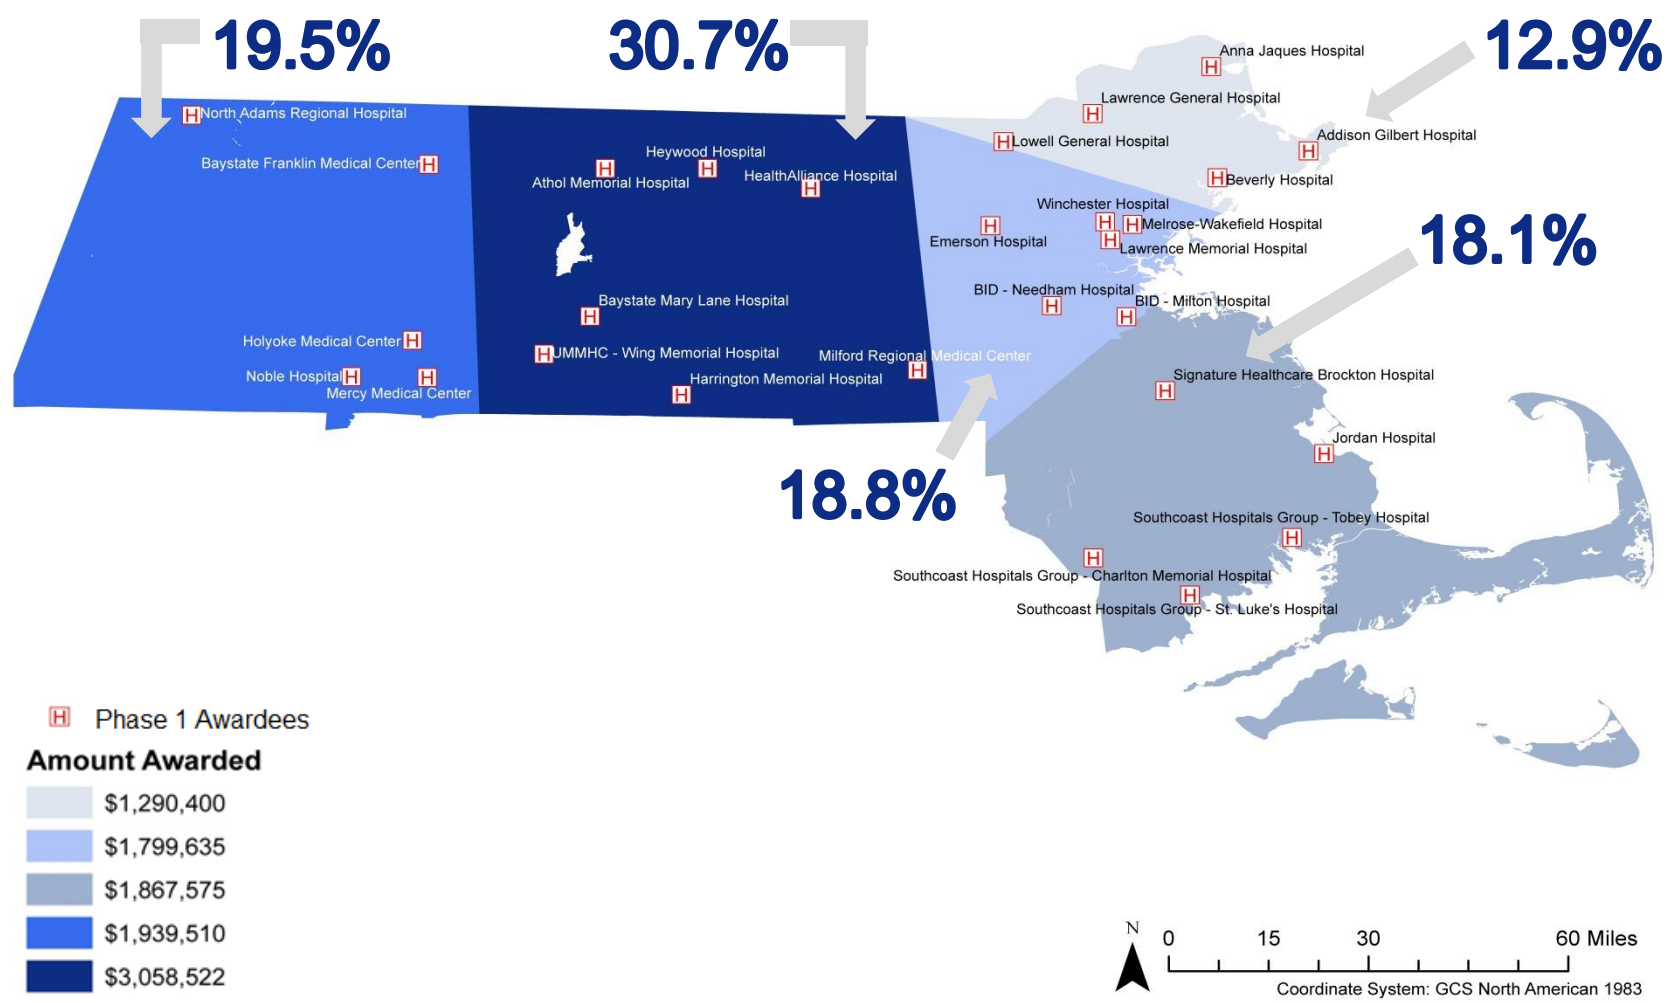 19.5%
30.7%
12.9%
Anna Jaques Hospital
Lawrence General Hospital
North Adams Regional Hospital
Lowell General Hospital
Addison Gilbert Hospital
Heywood Hospital
Baystate Franklin Medical Center
HealthAlliance Hospital
Athol Memorial Hospital
Beverly Hospital
Winchester Hospital
Melrose-Wakefield Hospital
Emerson Hospital
Lawrence Memorial Hospital
18.1%
BID - Needham Hospital
Baystate Mary Lane Hospital
BID - Milton Hospital
Holyoke Medical Center
UMMHC - Wing Memorial Hospital
Milford Regional Medical Center
Noble Hospital
Harrington Memorial Hospital
Signature Healthcare Brockton Hospital
Mercy Medical Center
Jordan Hospital
18.8%
Southcoast Hospitals Group - Tobey Hospital
Southcoast Hospitals Group - Charlton Memorial Hospital
Southcoast Hospitals Group - St. Luke's Hospital
H Phase 1 Awardees
Amount Awarded
$1,290,400
$1,799,635
$1,867,575
$1,939,510
$3,058,522
N
0 15 30 60 Miles
Coordinate System: GCS North American 1983